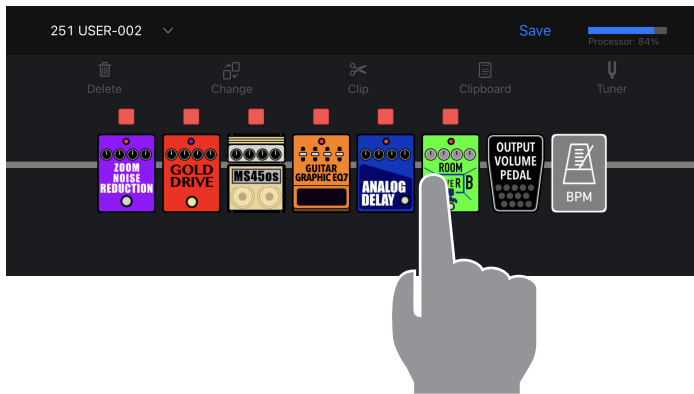 251 USER-002
Save
Processor: 84%
Delete
Change
Clip
Clipboard
Tuner
ZOOM
NOISE
REDUCTION
GOLD
DRIVE
MS45os
GUITAR
GRAPHIC EQ7
ANALOG
DELAY
ROOM
B
OUTPUT
VOLUME
PEDAL
BPM